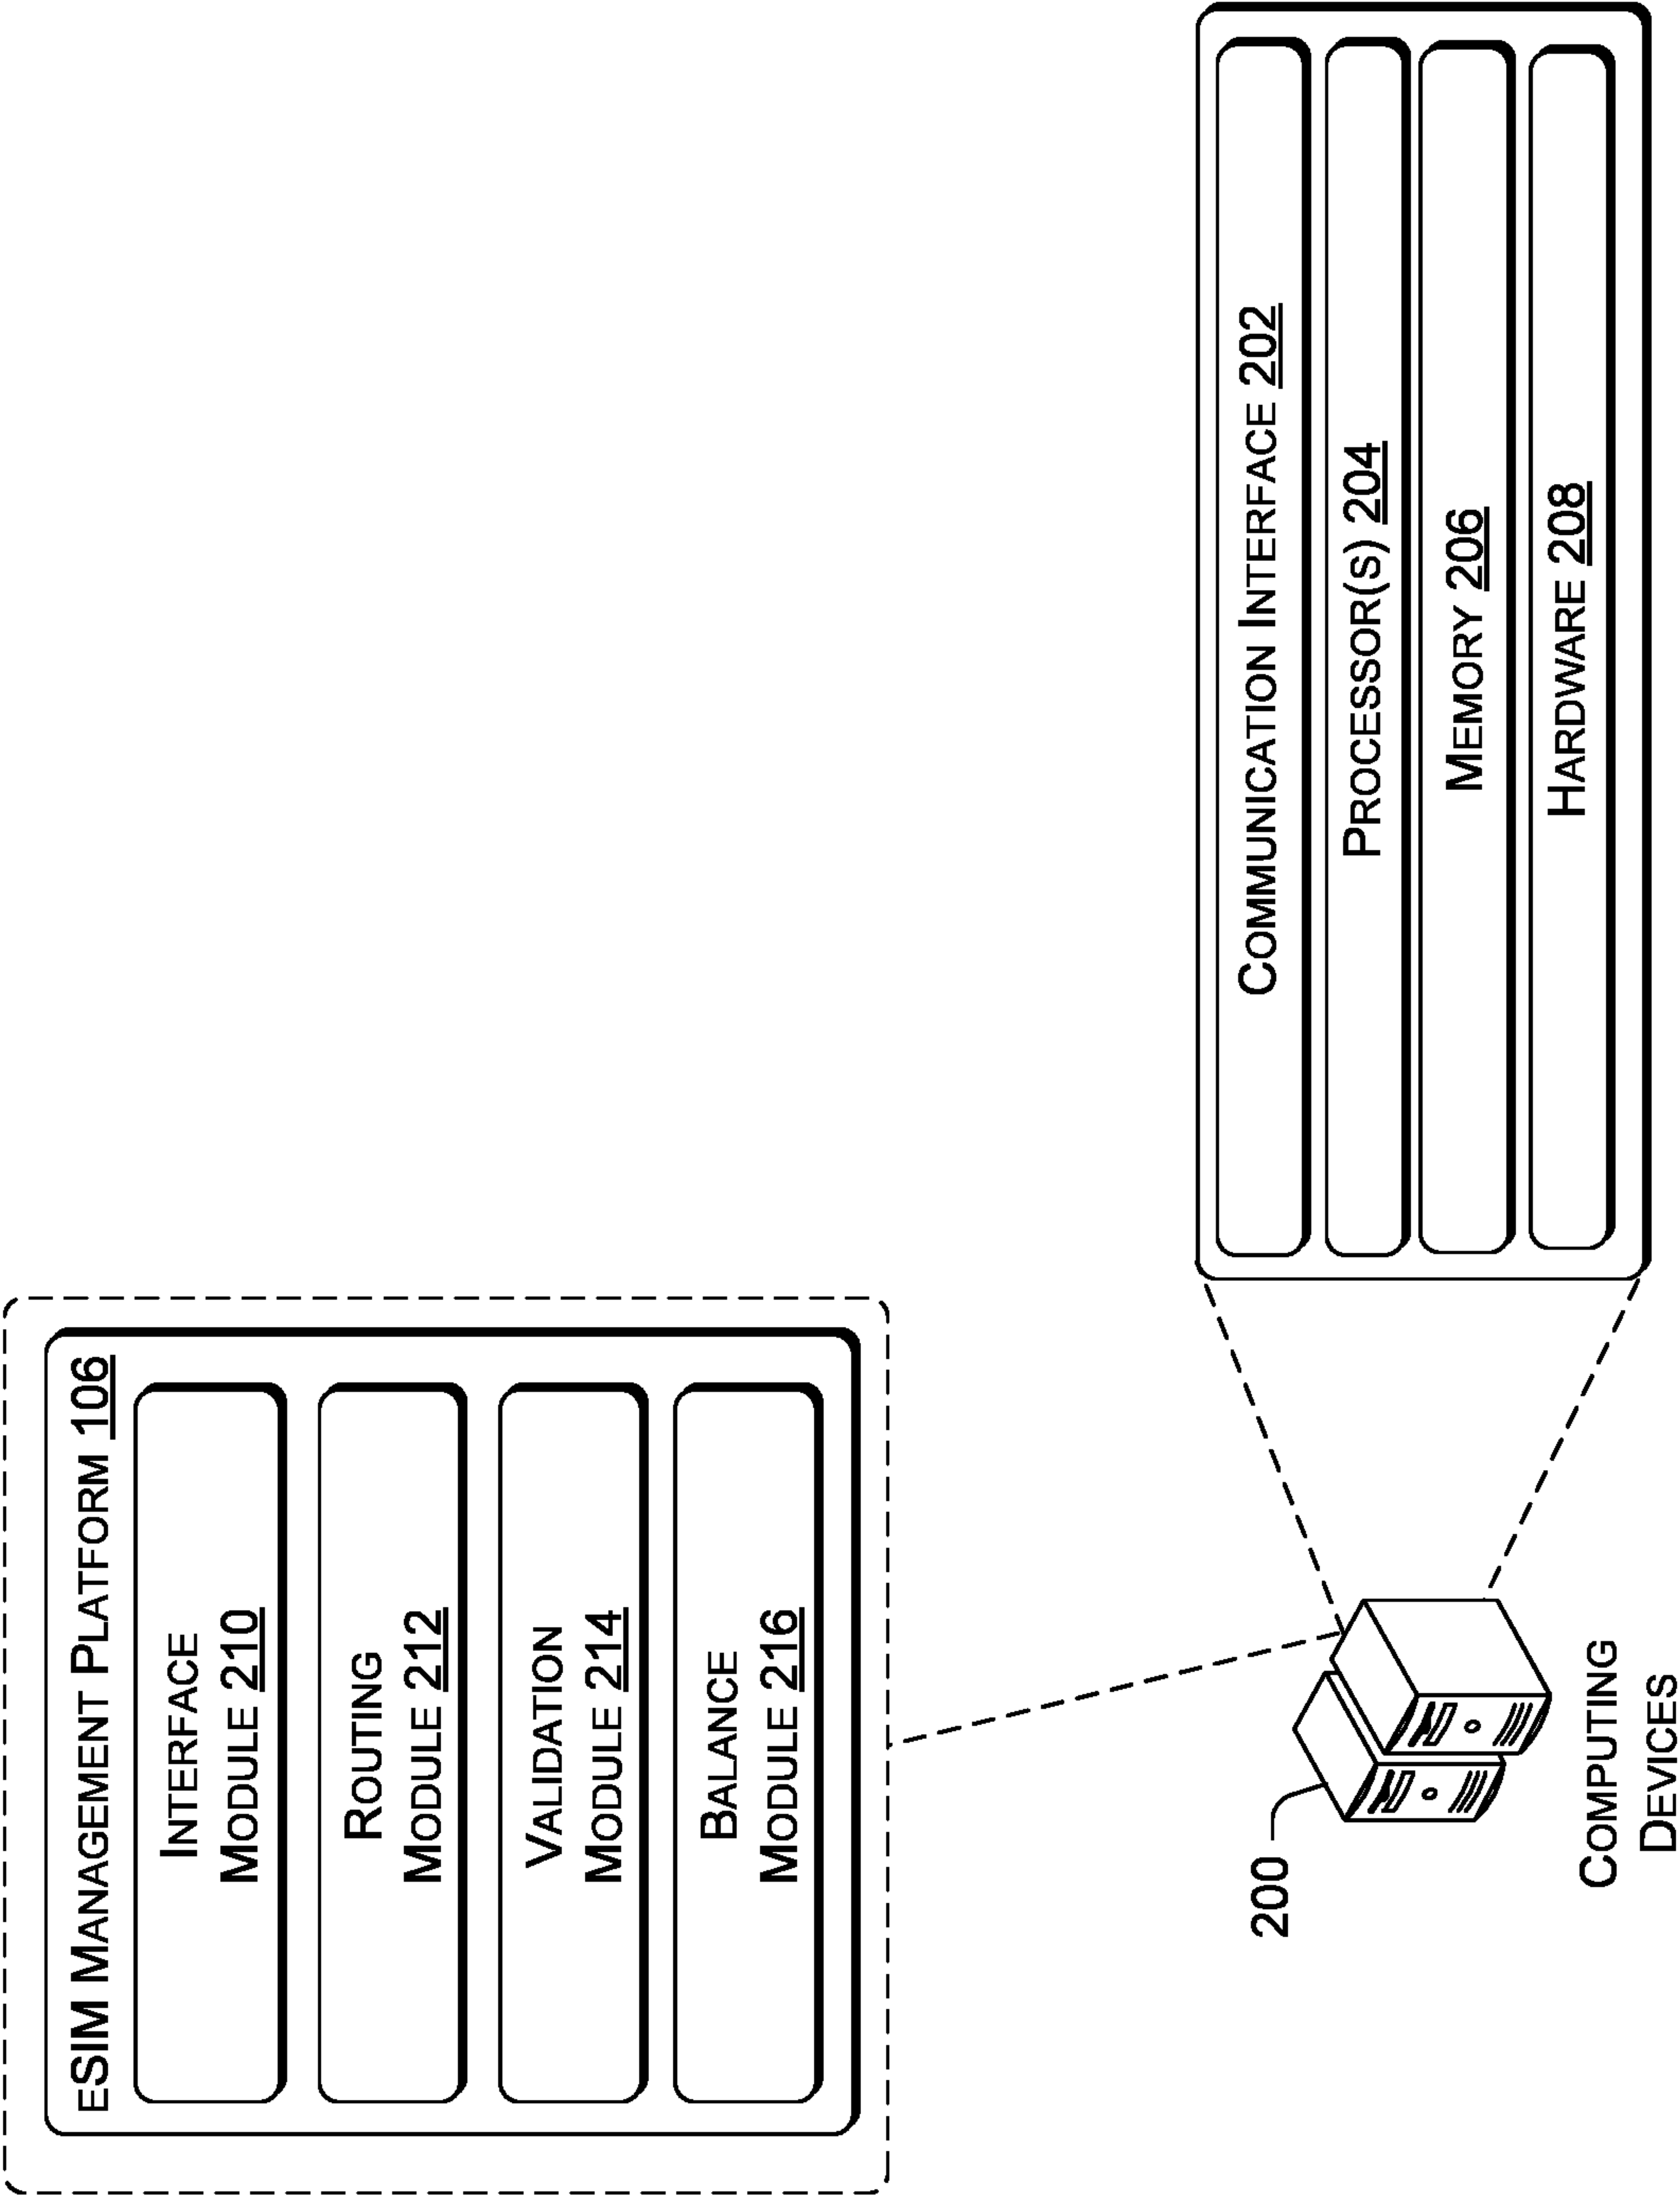 eSIM MANAGEMENT PLATFORM 106
INTERFACE
MODULE 210
ROUTING
MODULE 212
VALIDATION
MODULE 214
BALANCE
MODULE 216
200
COMPUTING
DEVICES
COMMUNICATION INTERFACE 202
PROCESSOR(S) 204
MEMORY 206
HARDWARE 208